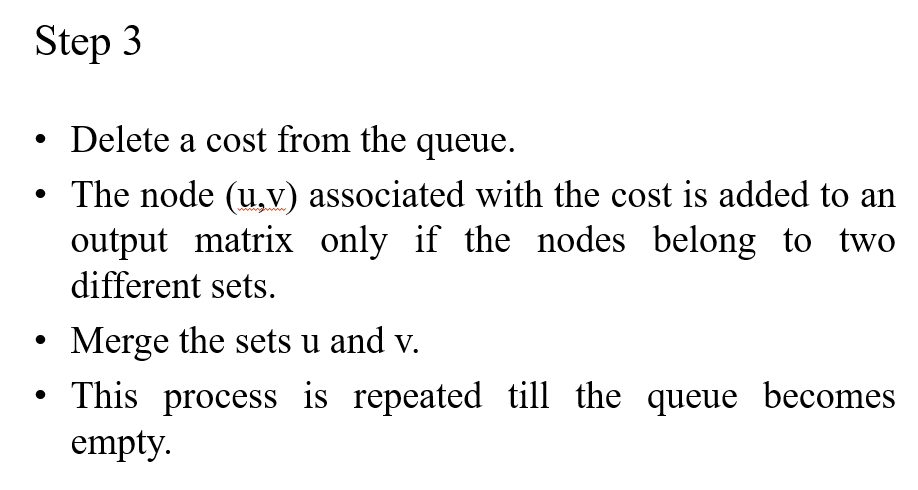 Step 3
• Delete a cost from the queue.
• The node (u,v) associated with the cost is added to an
output matrix only if the nodes belong to two
different sets.
• Merge the sets u and v.
• This process is repeated till the queue becomes
empty.